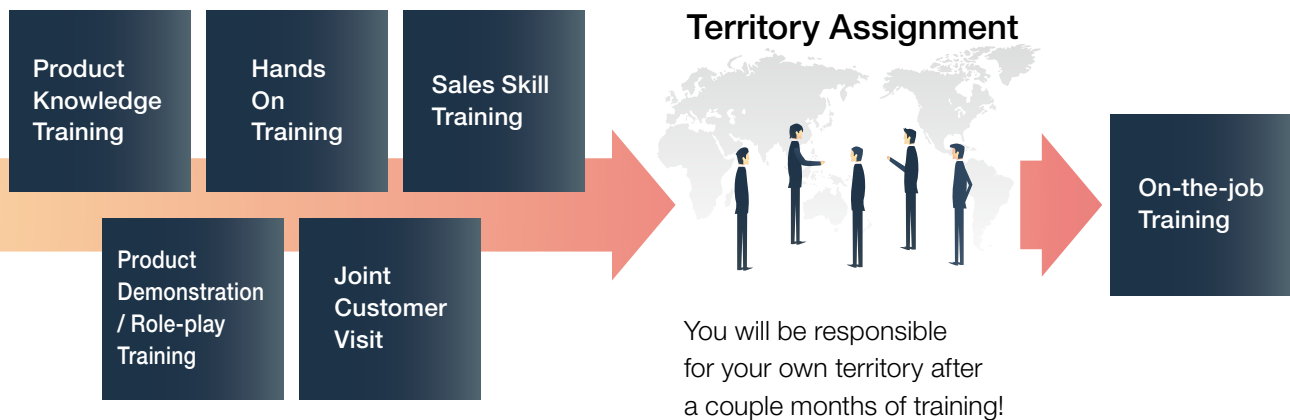 Product
Knowledge
Training
Hands
On
Training
Sales Skill
Training
Product
Demonstration
/ Role-play
Training
Joint
Customer
Visit
Territory Assignment
You will be responsible
for your own territory after
a couple months of training!
On-the-job
Training